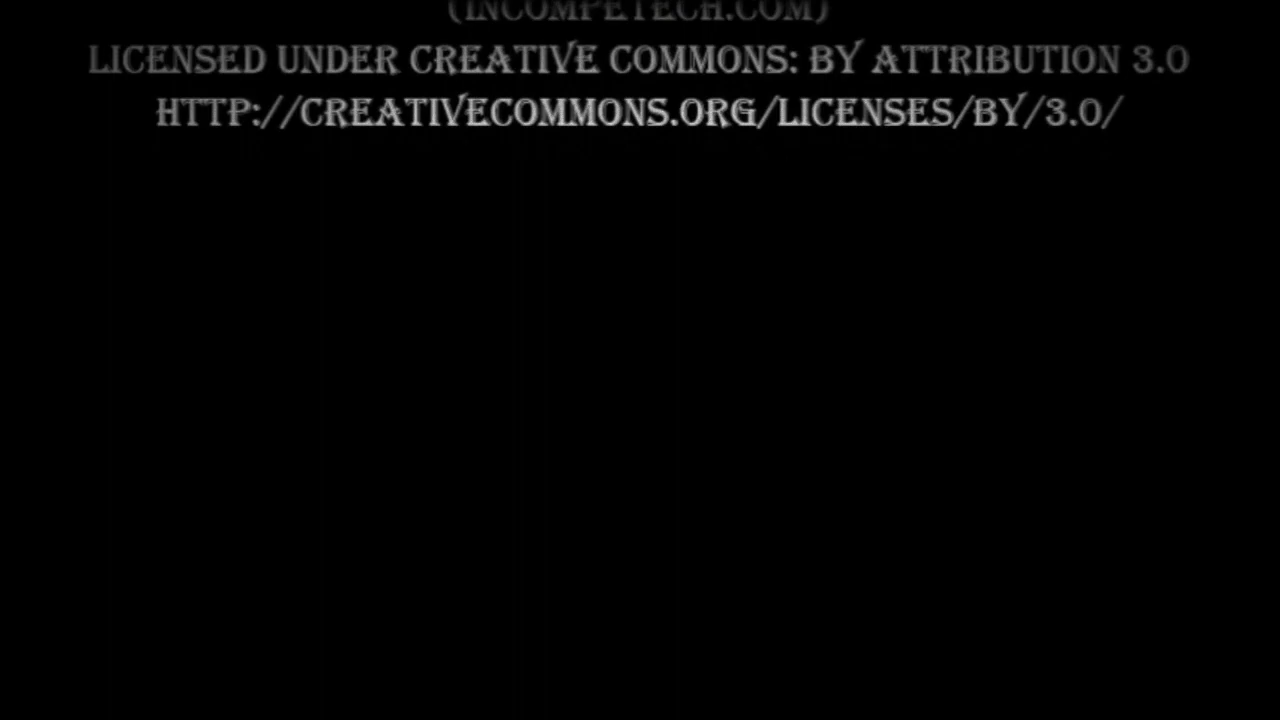 (INCOMPETECH.COM)
LICENSED UNDER CREATIVE COMMONS: BY ATTRIBUTION 3.0
HTTP://CREATIVECOMMONS.ORG/LICENSES/BY/3.0/